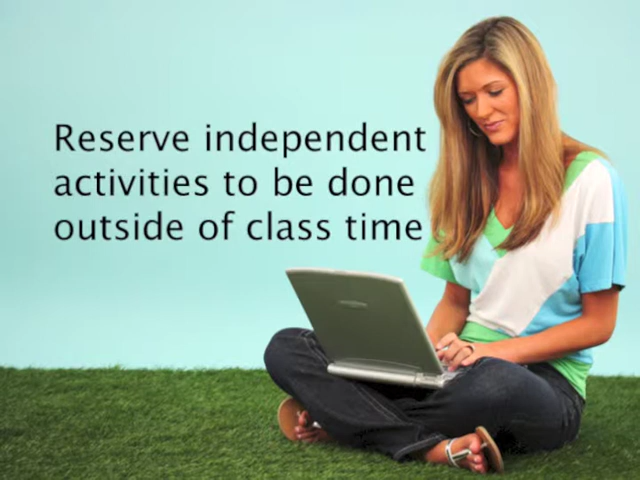 Reserve independent
activities to be done
outside of class time